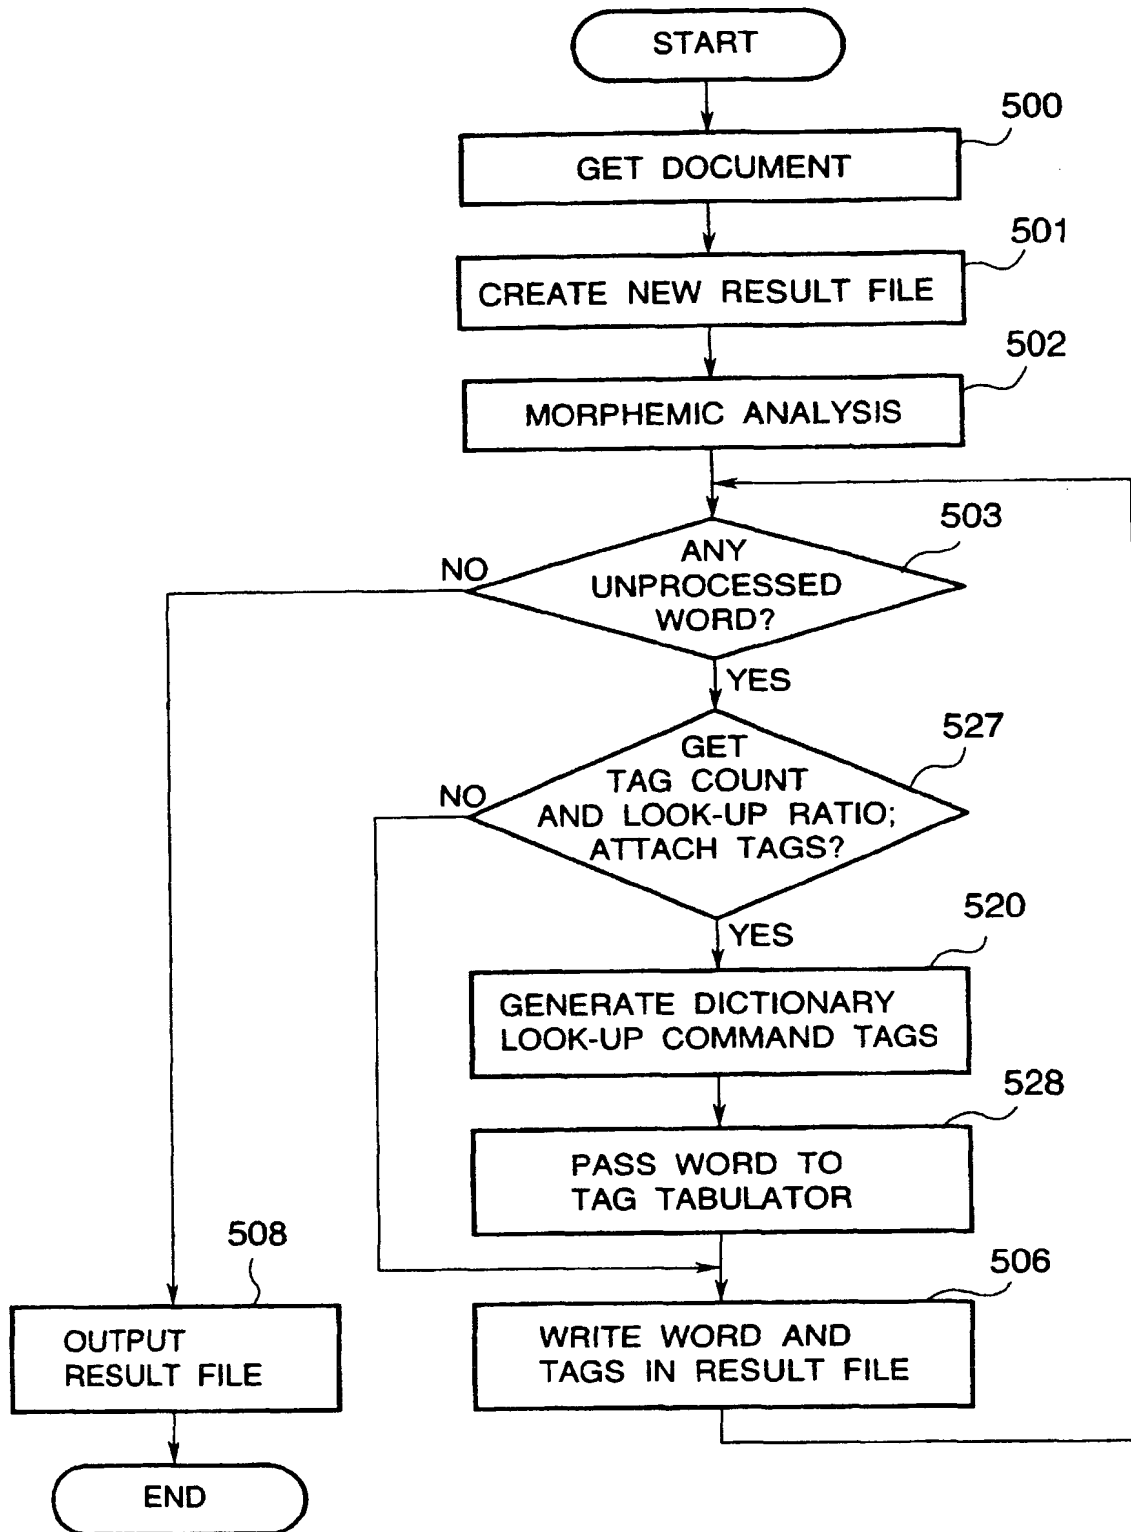 START
500
GET DOCUMENT
501
CREATE NEW RESULT FILE
502
MORPHEMIC ANALYSIS
503
ANY
UNPROCESSED
WORD?
NO
YES
527
GET
TAG COUNT
AND LOOK-UP RATIO;
ATTACH TAGS?
NO
YES
520
GENERATE DICTIONARY
LOOK-UP COMMAND TAGS
528
PASS WORD TO
TAG TABULATOR
506
WRITE WORD AND
TAGS IN RESULT FILE
508
OUTPUT
RESULT FILE
END